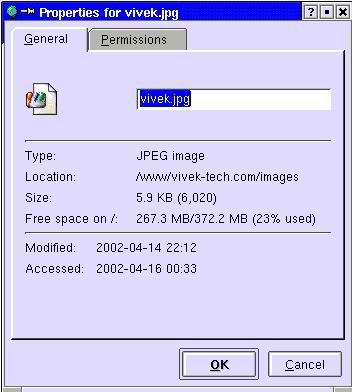 Properties for vivek.jpg
General Permissions
vivek.jpg
Type: JPEG image
Location: /www/vivek-tech.com/images
Size: 5.9 KB (6,020)
Free space on /: 267.3 MB/372.2 MB (23% used)
Modified: 2002-04-14 22:12
Accessed: 2002-04-16 00:33
OK Cancel